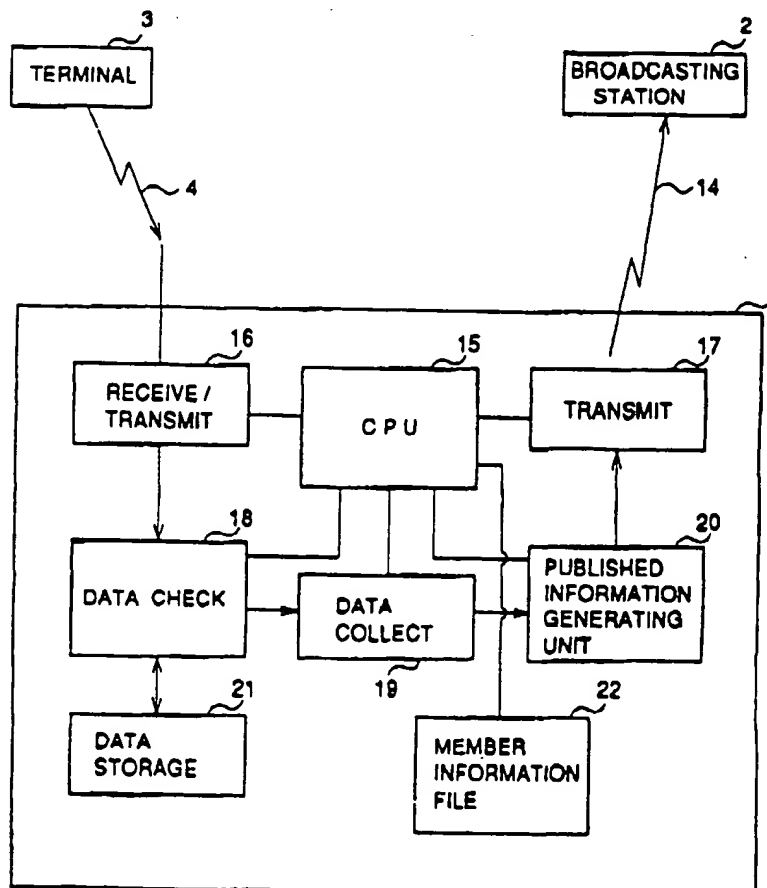 3
TERMINAL
2
BROADCASTING
STATION
4
14
16
RECEIVE /
TRANSMIT
15
CPU
17
TRANSMIT
18
DATA CHECK
DATA
COLLECT
19
20
PUBLISHED
INFORMATION
GENERATING
UNIT
21
DATA
STORAGE
22
MEMBER
INFORMATION
FILE